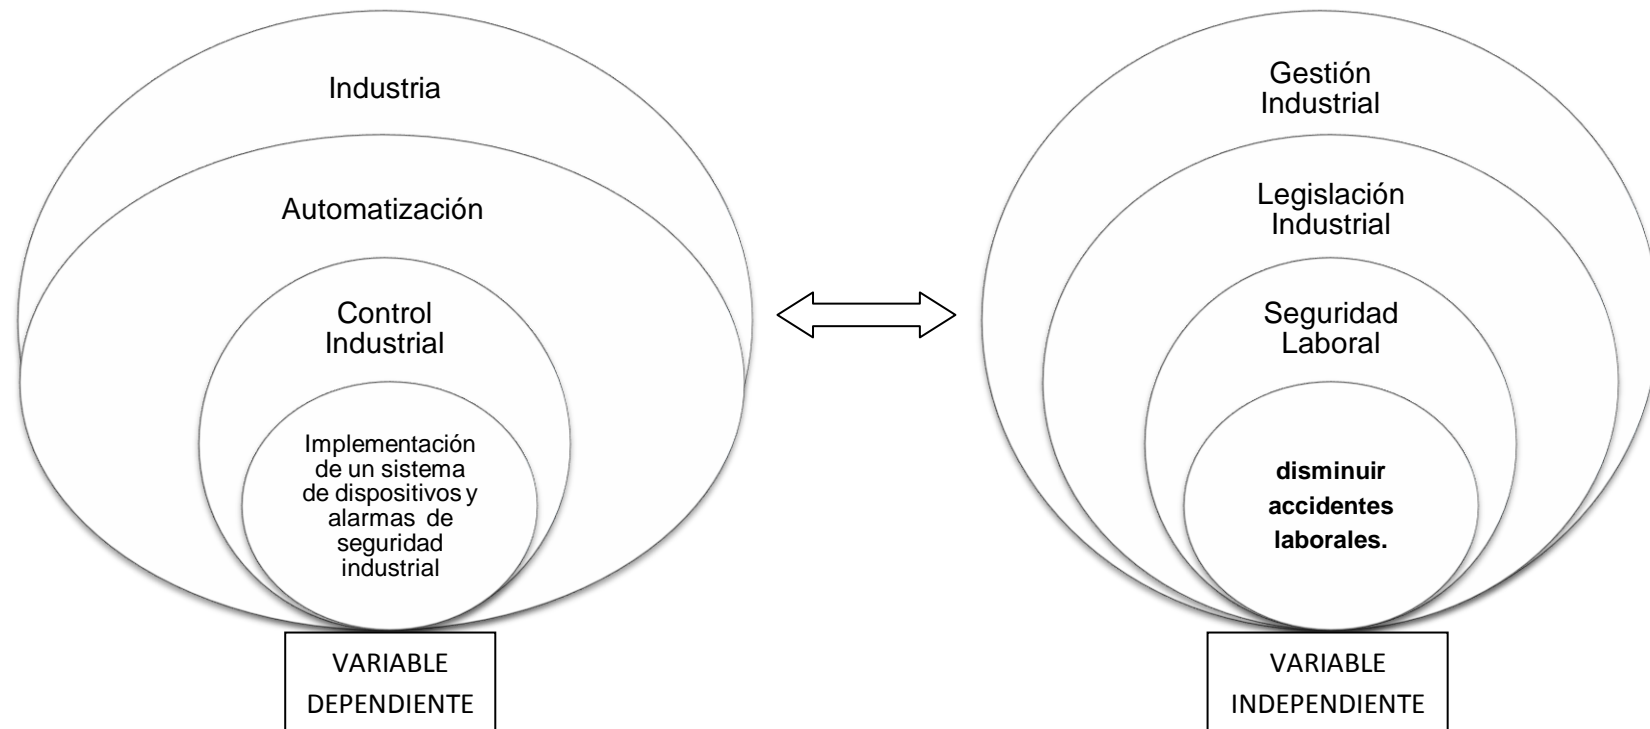 Industria
Automatización
Control
Industrial
Implementación
de un sistema
de dispositivos y
alarmas de
seguridad
industrial
VARIABLE
DEPENDIENTE
Gestión
Industrial
Legislación
Industrial
Seguridad
Laboral
disminuir
accidentes
laborales.
VARIABLE
INDEPENDIENTE